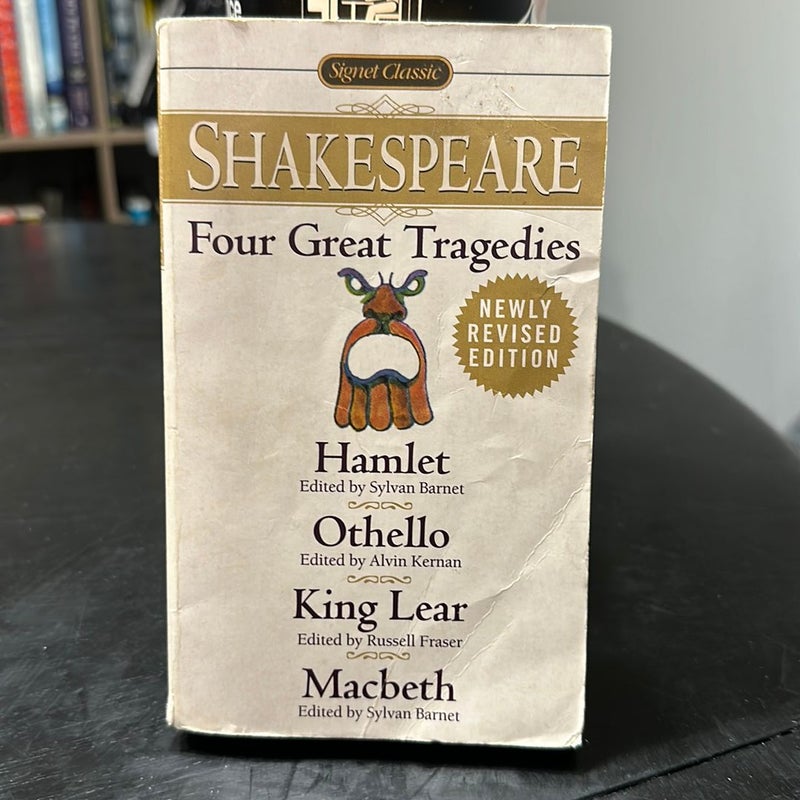 Signet Classic
SHAKESPEARE
Four Great Tragedies
NEWLY
REVISED
EDITION
Hamlet
Edited by Sylvan Barnet
Othello
Edited by Alvin Kernan
King Lear
Edited by Russell Fraser
Macbeth
Edited by Sylvan Barnet